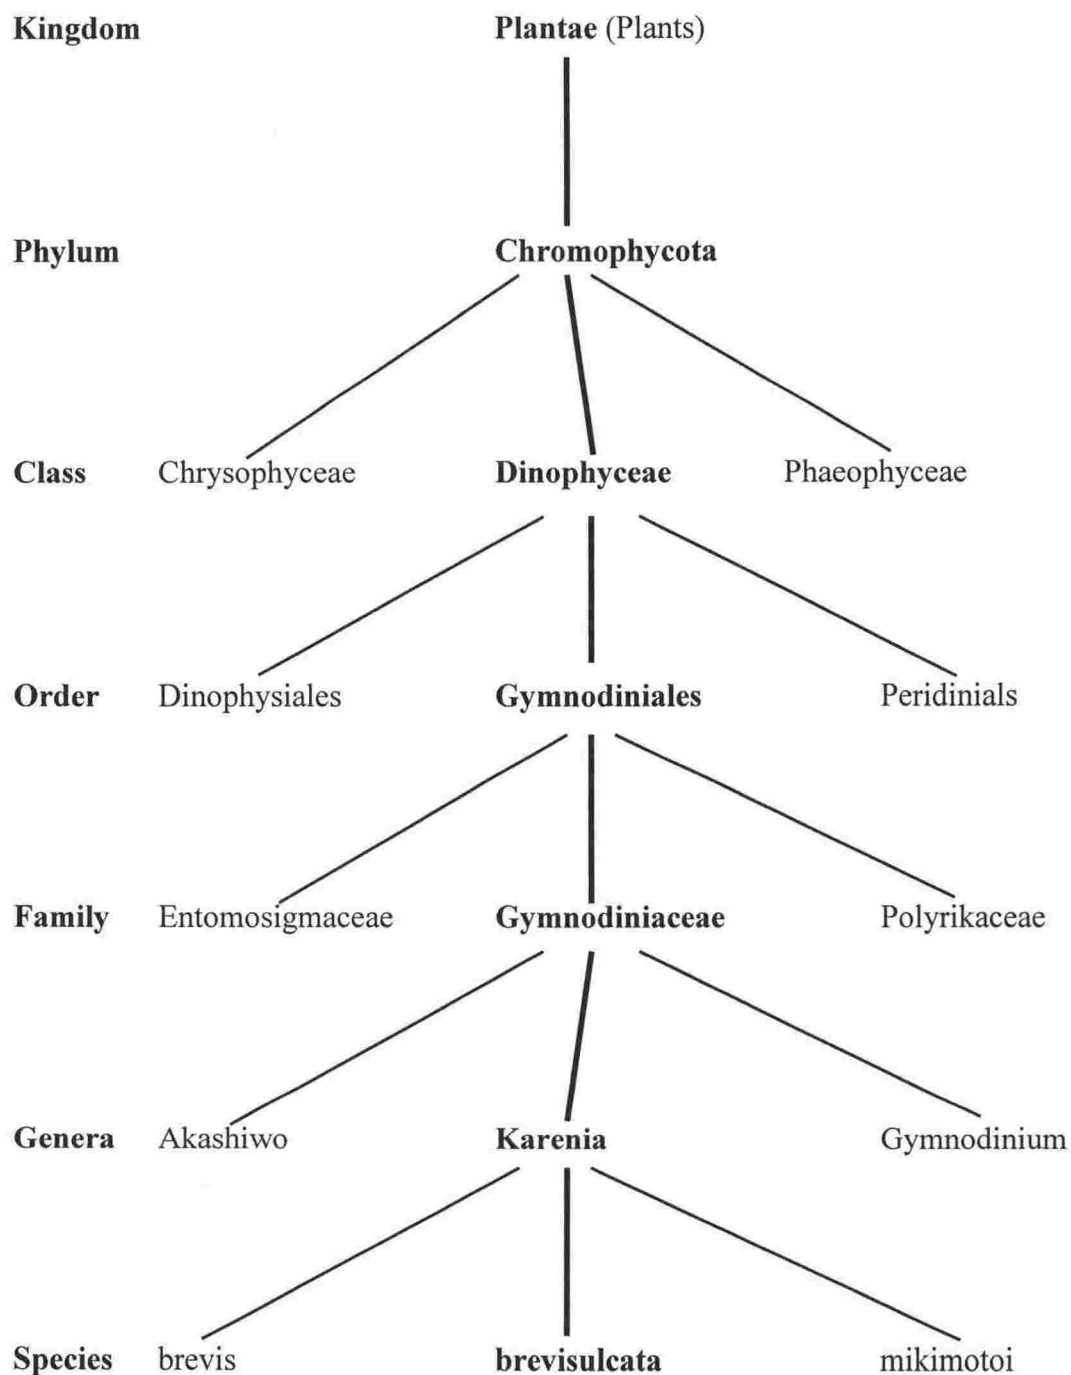 Kingdom Plantae (Plants)
Phylum Chromophycota
Class Chrysophyceae Dinophyceae Phaeophyceae
Order Dinophysiales Gymnodiniales Peridinials
Family Entomosigmaceae Gymnodiniaceae Polyrikaceae
Genera Akashiwo Karenia Gymnodinium
Species brevis brevisulcata mikimotoi